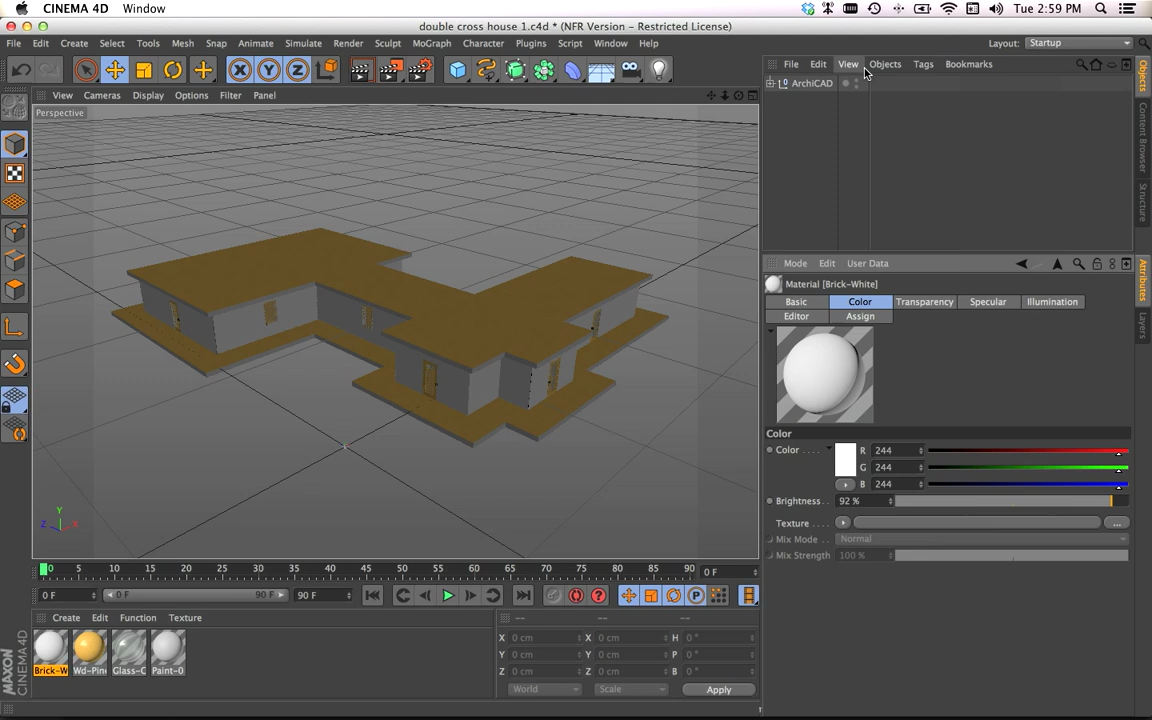 CINEMA 4D Window Tue 2:59 PM
double cross house 1.c4d * (NFR Version - Restricted License)
File Edit Create Select Tools Mesh Snap Animate Simulate Render Sculpt MoGraph Character Plugins Script Window Help Layout: Startup
X Y Z
File Edit View Objects Tags Bookmarks
ArchiCAD
View Cameras Display Options Filter Panel
Perspective
Objects
Content Browser
Structure
Mode Edit User Data
Attributes
Layers
Material [Brick-White]
Basic Color Transparency Specular Illumination
Editor Assign
Color
Color . . . . R 244
G 244
B 244
Brightness . . 92 %
Texture . . . . ...
Mix Mode . . Normal
Mix Strength 100 %
Y
Z X
0 5 10 15 20 25 30 35 40 45 50 55 60 65 70 75 80 85 90 0 F
0 F 0 F 90 F 90 F
P
Create Edit Function Texture
Brick-W Wd-Pine Glass-C Paint-0
-- -- --
X 0 cm X 0 cm H 0 °
Y 0 cm Y 0 cm P 0 °
Z 0 cm Z 0 cm B 0 °
World Scale Apply
MAXON
CINEMA 4D